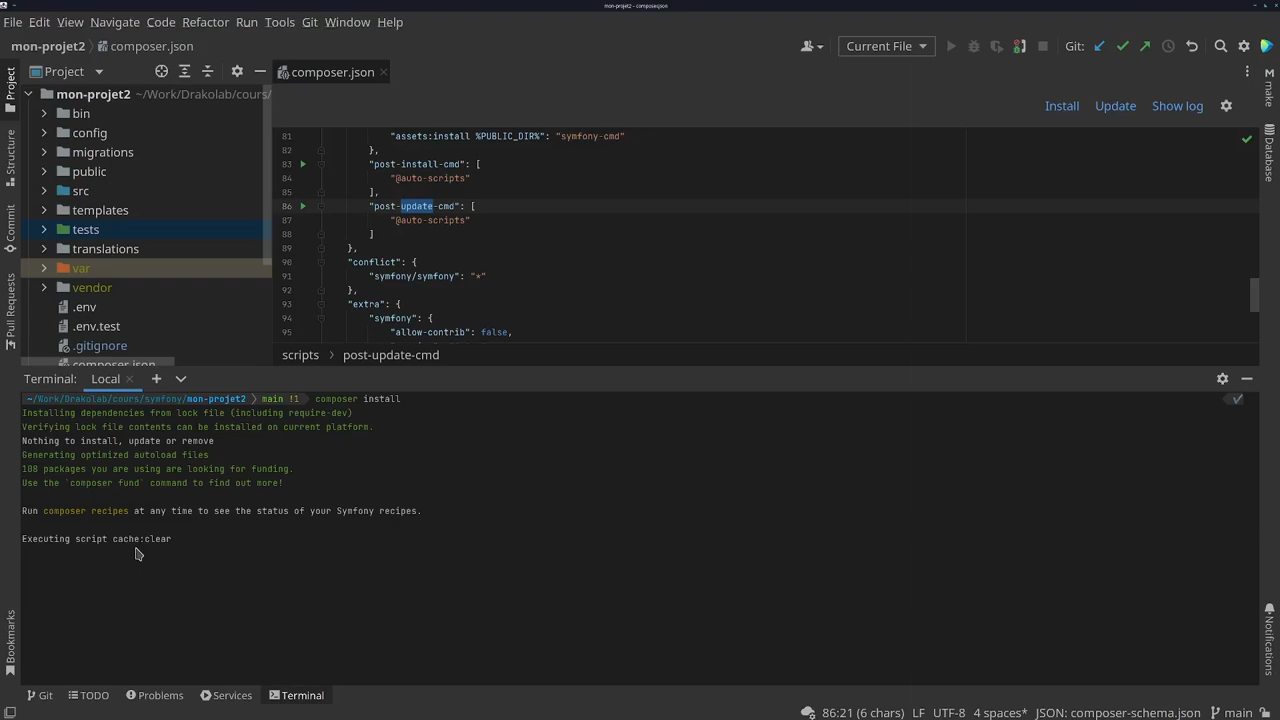 mon-projet2 – composer.json
File Edit View Navigate Code Refactor Run Tools Git Window Help
mon-projet2 composer.json
Current File
Git:
Project
composer.json
mon-projet2 ~/Work/Drakolab/cours/
bin
config
migrations
public
src
templates
tests
translations
var
vendor
.env
.env.test
.gitignore
composer.json
Install Update Show log
81 "assets:install %PUBLIC_DIR%": "symfony-cmd"
82 },
83 "post-install-cmd": [
84 "@auto-scripts"
85 ],
86 "post-update-cmd": [
87 "@auto-scripts"
88 ]
89 },
90 "conflict": {
91 "symfony/symfony": "*"
92 },
93 "extra": {
94 "symfony": {
95 "allow-contrib": false,
scripts post-update-cmd
Terminal: Local
~/Work/Drakolab/cours/symfony/mon-projet2 main !1 composer install
Installing dependencies from lock file (including require-dev)
Verifying lock file contents can be installed on current platform.
Nothing to install, update or remove
Generating optimized autoload files
108 packages you are using are looking for funding.
Use the `composer fund` command to find out more!
Run composer recipes at any time to see the status of your Symfony recipes.
Executing script cache:clear
Project
Structure
Commit
Pull Requests
Bookmarks
make
Database
Notifications
Git TODO Problems Services Terminal
86:21 (6 chars) LF UTF-8 4 spaces* JSON: composer-schema.json main